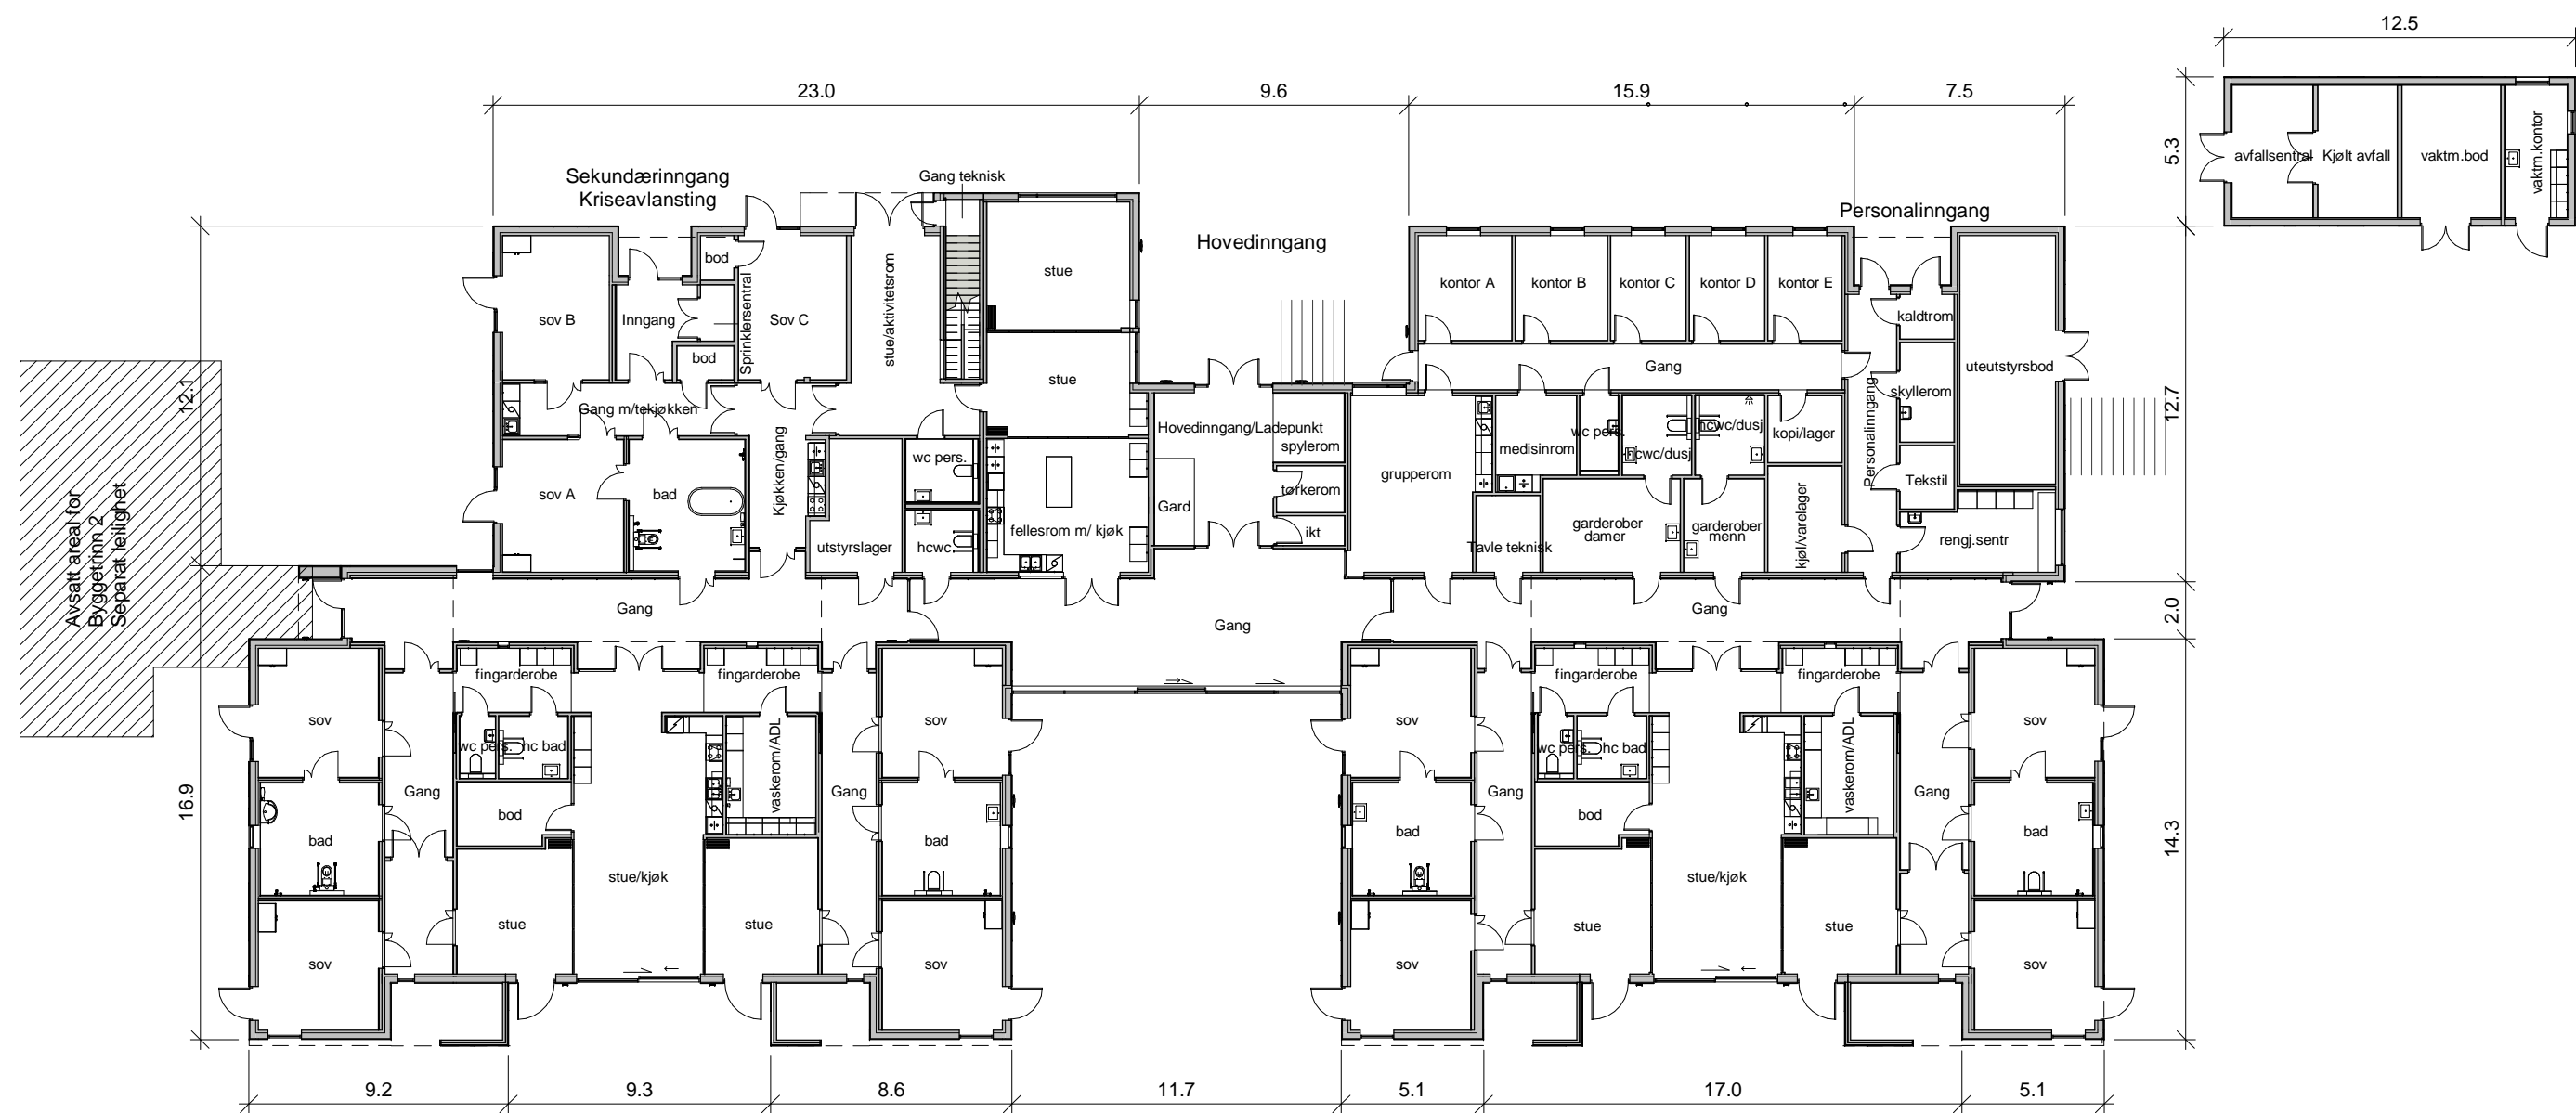 12.5
23.0
9.6
15.9
7.5
5.3
avfallsentral
Kjølt avfall
vaktm.bod
vaktm.kontor
Sekundærinngang
Kriseavlansting
Gang teknisk
Hovedinngang
Personalinngang
12.1
sov B
Inngang
bod
bod
Sprinklersentral
Sov C
stue/aktivitetsrom
stue
stue
kontor A
kontor B
kontor C
kontor D
kontor E
Gang
kaldtrom
uteutstyrsbod
skyllerom
Personalinngang
12.7
Gang m/tekjøkken
sov A
bad
Kjøkken/gang
utstyrslager
wc pers.
hcwc
fellesrom m/ kjøk
Hovedinngang/Ladepunkt
spylerom
tørkerom
Gard
ikt
grupperom
medisinrom
wc pers.
hcwc/dusj
hcwc/dusj
kopi/lager
Tavle teknisk
garderober
damer
garderober
menn
kjøl/varelager
Tekstil
rengj.sentr
Avsatt areal for
Byggetrinn 2
Separat leilighet
Gang
Gang
Gang
2.0
16.9
sov
bad
sov
Gang
fingarderobe
wc pers.
hc bad
bod
stue
stue/kjøk
fingarderobe
vaskerom/ADL
stue
Gang
sov
bad
sov
sov
bad
sov
Gang
fingarderobe
wc pers.
hc bad
bod
stue
stue/kjøk
fingarderobe
vaskerom/ADL
stue
Gang
sov
bad
sov
14.3
9.2
9.3
8.6
11.7
5.1
17.0
5.1